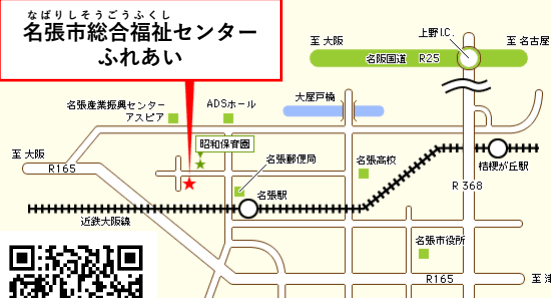 なばりしそうごうふくし
名張市総合福祉センター
ふれあい
上野I.C.
至 大阪
名阪国道 R25
至 名古屋
名張産業振興センター
アスピア
ADSホール
大屋戸橋
昭和保育園
至 大阪
R165
名張郵便局
名張高校
桔梗が丘駅
名張駅
R 368
近鉄大阪線
名張市役所
R165
至 津